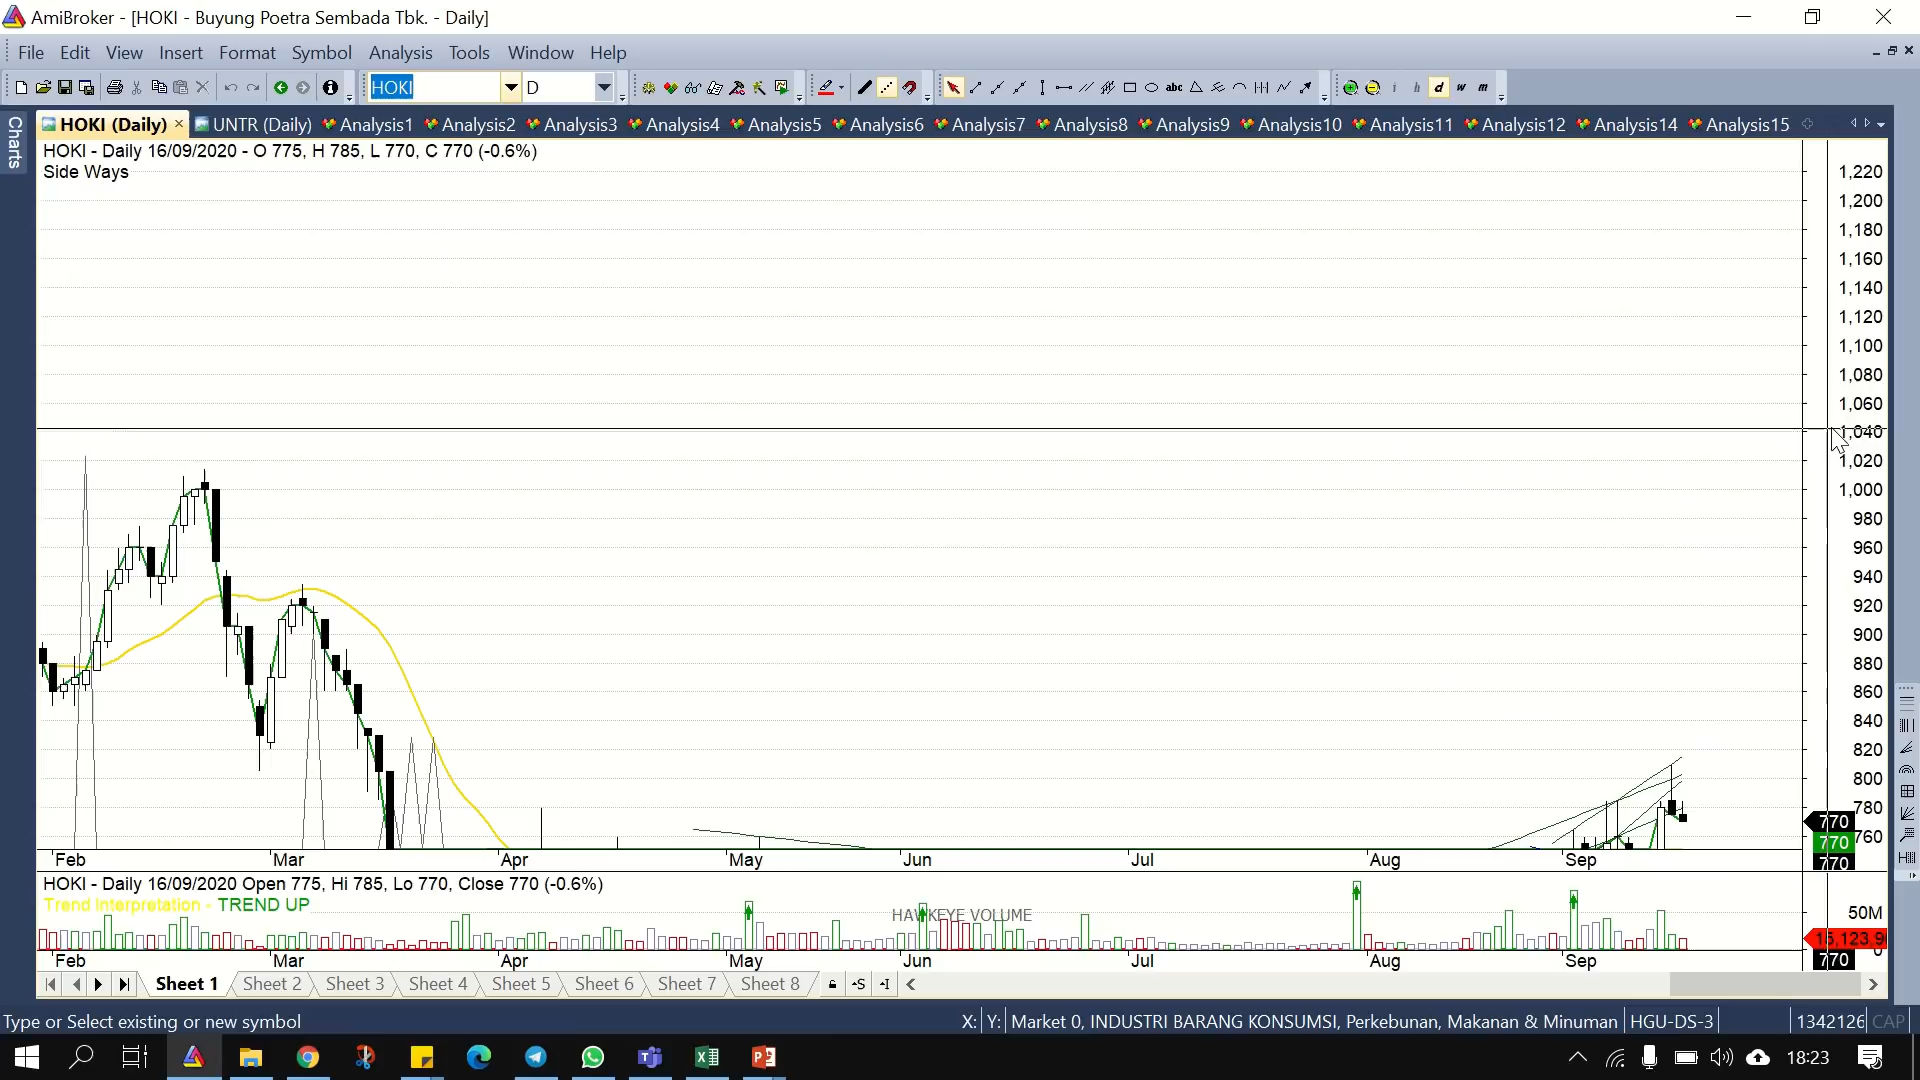 AmiBroker - [HOKI - Buyung Poetra Sembada Tbk. - Daily]
File Edit View Insert Format Symbol Analysis Tools Window Help
HOKI D abc i h d w m
Charts
HOKI (Daily) × UNTR (Daily) Analysis1 Analysis2 Analysis3 Analysis4 Analysis5 Analysis6 Analysis7 Analysis8 Analysis9 Analysis10 Analysis11 Analysis12 Analysis14 Analysis15
HOKI - Daily 16/09/2020 - O 775, H 785, L 770, C 770 (-0.6%)
Side Ways
1,220
1,200
1,180
1,160
1,140
1,120
1,100
1,080
1,060
1,040
1,020
1,000
980
960
940
920
900
880
860
840
820
800
780
770
760
770
770
Feb Mar Apr May Jun Jul Aug Sep
HOKI - Daily 16/09/2020 Open 775, Hi 785, Lo 770, Close 770 (-0.6%)
Trend Interpretation - TREND UP
HAWKEYE VOLUME
50M
0
770
Feb Mar Apr May Jun Jul Aug Sep
Sheet 1 Sheet 2 Sheet 3 Sheet 4 Sheet 5 Sheet 6 Sheet 7 Sheet 8
Type or Select existing or new symbol X: Y: Market 0, INDUSTRI BARANG KONSUMSI, Perkebunan, Makanan & Minuman HGU-DS-3 1342126 CAP
18:23